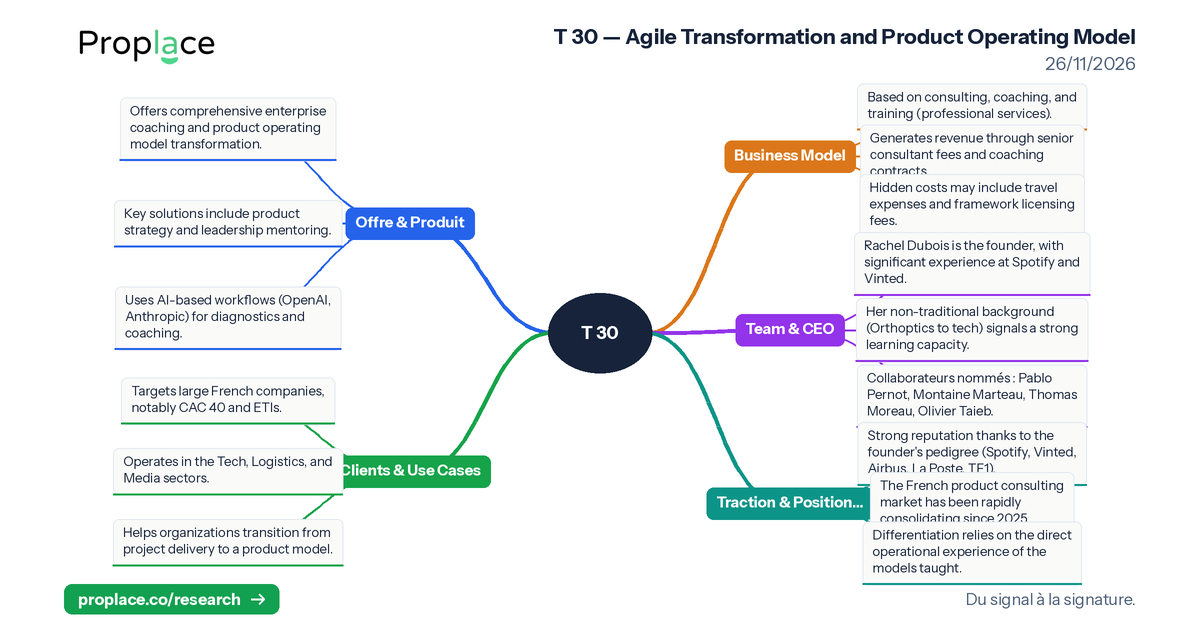 Proplace
T 30 — Agile Transformation and Product Operating Model
26/11/2026
Offers comprehensive enterprise
coaching and product operating
model transformation.
Key solutions include product
strategy and leadership mentoring.
Uses AI-based workflows (OpenAI,
Anthropic) for diagnostics and
coaching.
Offre & Produit
Targets large French companies,
notably CAC 40 and ETIs.
Operates in the Tech, Logistics, and
Media sectors.
Helps organizations transition from
project delivery to a product model.
Clients & Use Cases
T 30
Business Model
Based on consulting, coaching, and
training (professional services).
Generates revenue through senior
consultant fees and coaching
contracts.
Hidden costs may include travel
expenses and framework licensing
fees.
Team & CEO
Rachel Dubois is the founder, with
significant experience at Spotify and
Vinted.
Her non-traditional background
(Orthoptics to tech) signals a strong
learning capacity.
Collaborateurs nommés : Pablo
Pernot, Montaine Marteau, Thomas
Moreau, Olivier Taieb.
Traction & Position...
Strong reputation thanks to the
founder's pedigree (Spotify, Vinted,
Airbus, La Poste, TF1).
The French product consulting
market has been rapidly
consolidating since 2025.
Differentiation relies on the direct
operational experience of the
models taught.
proplace.co/research →
Du signal à la signature.